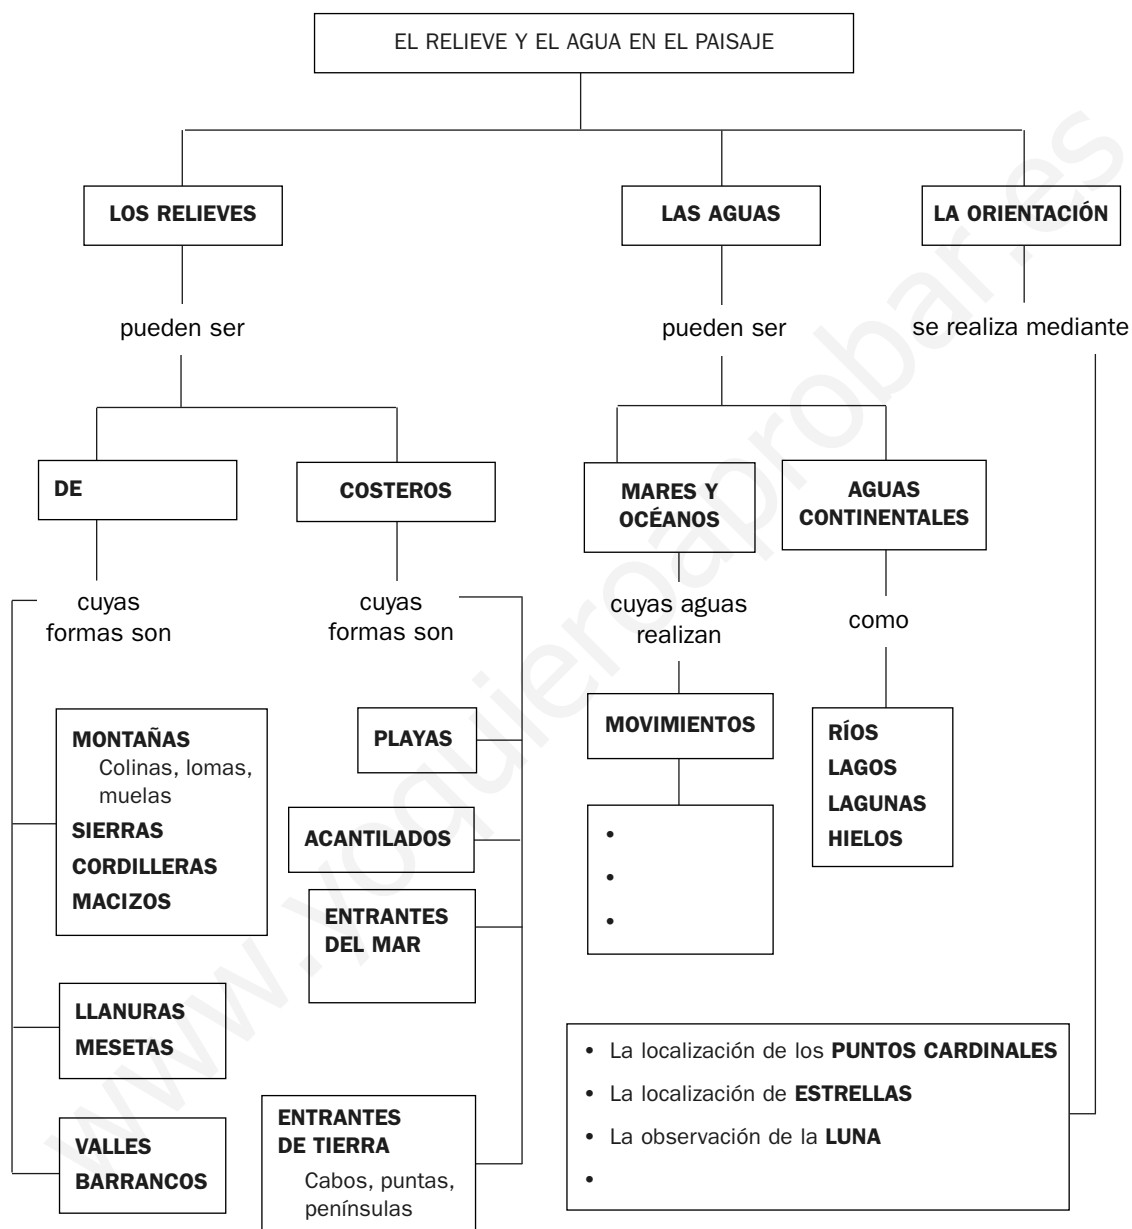 EL RELIEVE Y EL AGUA EN EL PAISAJE
LOS RELIEVES
LAS AGUAS
LA ORIENTACIÓN
pueden ser
pueden ser
se realiza mediante
DE
COSTEROS
MARES Y
OCÉANOS
AGUAS
CONTINENTALES
cuyas
formas son
cuyas
formas son
cuyas aguas
realizan
como
MONTAÑAS
Colinas, lomas,
muelas
SIERRAS
CORDILLERAS
MACIZOS
LLANURAS
MESETAS
VALLES
BARRANCOS
PLAYAS
ACANTILADOS
ENTRANTES
DEL MAR
ENTRANTES
DE TIERRA
Cabos, puntas,
penínsulas
MOVIMIENTOS
•
•
•
RÍOS
LAGOS
LAGUNAS
HIELOS
• La localización de los PUNTOS CARDINALES
• La localización de ESTRELLAS
• La observación de la LUNA
•
www.yoquieroaprobar.es